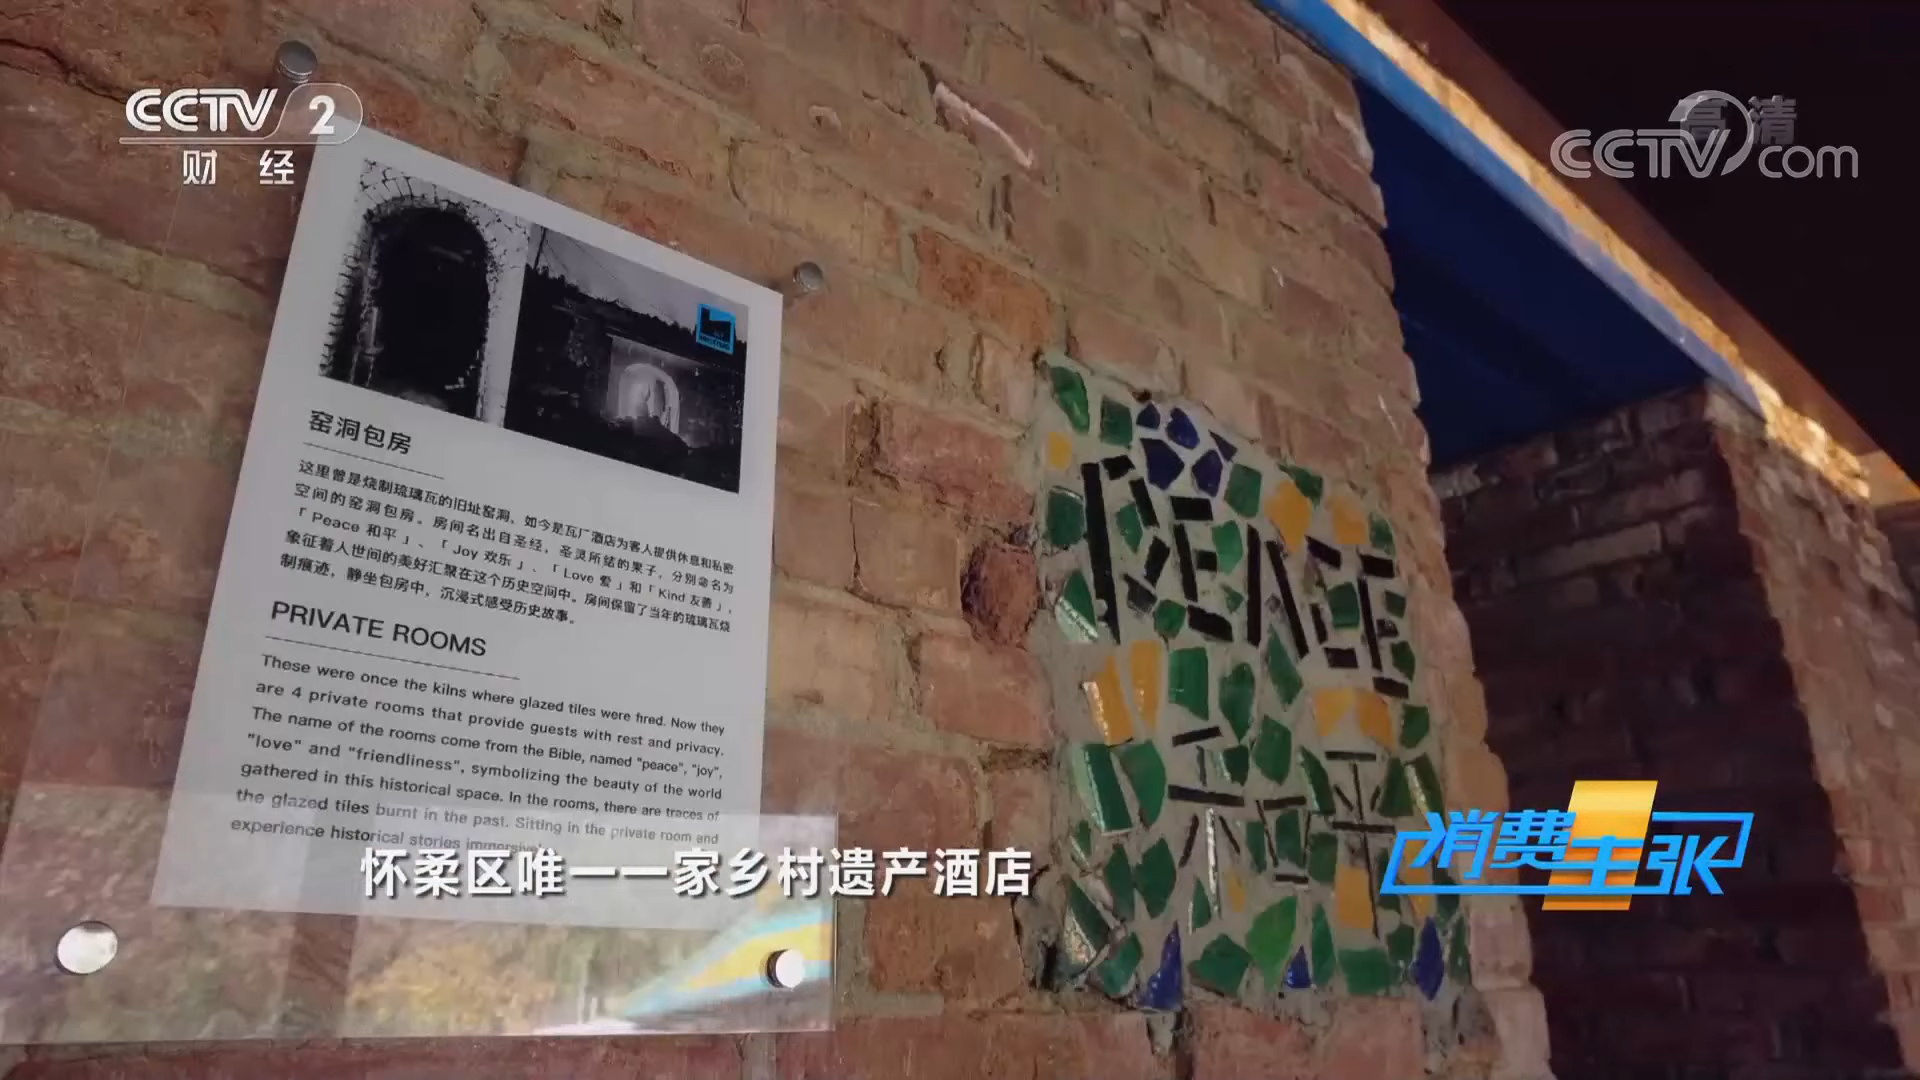 CCTV 2
财 经
高清
CCTV.com
窑洞包房
这里曾是烧制琉璃瓦的旧址窑洞、如今是瓦厂酒店为客人提供休息和私密
空间的窑洞包房。房间名出自圣经，圣灵所结的果子，分别命名为
「Peace 和平」、「Joy 欢乐」、「Love 爱」和「Kind 友善」，
象征着人世间的美好汇聚在这个历史空间中。房间保留了当年的琉璃瓦烧
制痕迹，静坐包房中，沉浸式感受历史故事。
PRIVATE ROOMS
These were once the kilns where glazed tiles were fired. Now they
are 4 private rooms that provide guests with rest and privacy.
The name of the rooms come from the Bible, named "peace", "joy",
"love" and "friendliness", symbolizing the beauty of the world
gathered in this historical space. In the rooms, there are traces of
the glazed tiles burnt in the past. Sitting in the private room and
experience historical stories immersively.
PEACE
和平
怀柔区唯一一家乡村遗产酒店
消费主张